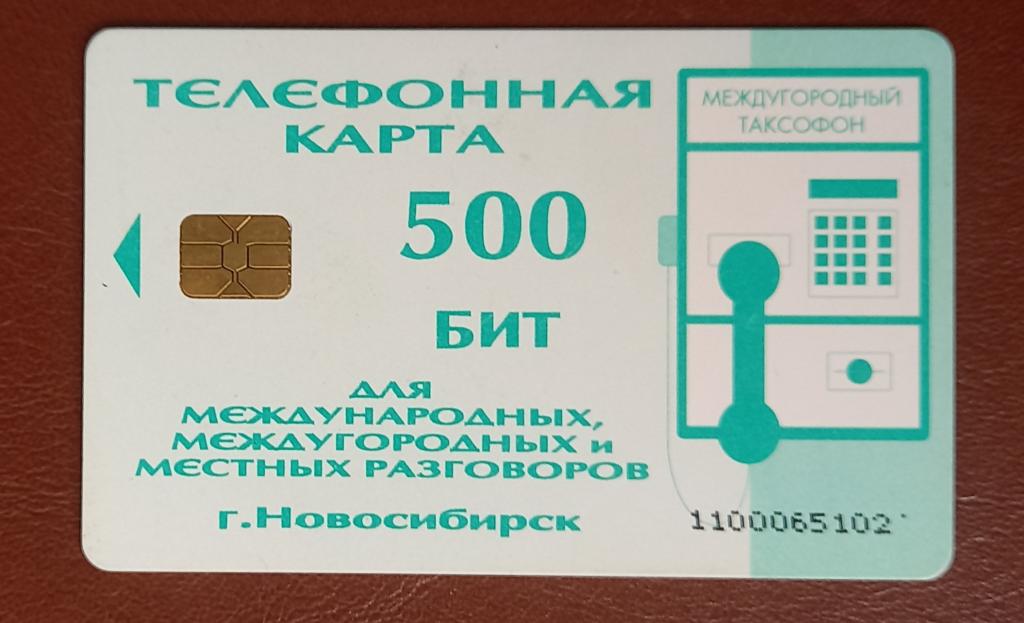 ТЕЛЕФОННАЯ
КАРТА
500
БИТ
ДЛЯ
МЕЖДУНАРОДНЫХ,
МЕЖДУГОРОДНЫХ и
МЕСТНЫХ РАЗГОВОРОВ
г.Новосибирск
МЕЖДУГОРОДНЫЙ
ТАКСОФОН
1100065102